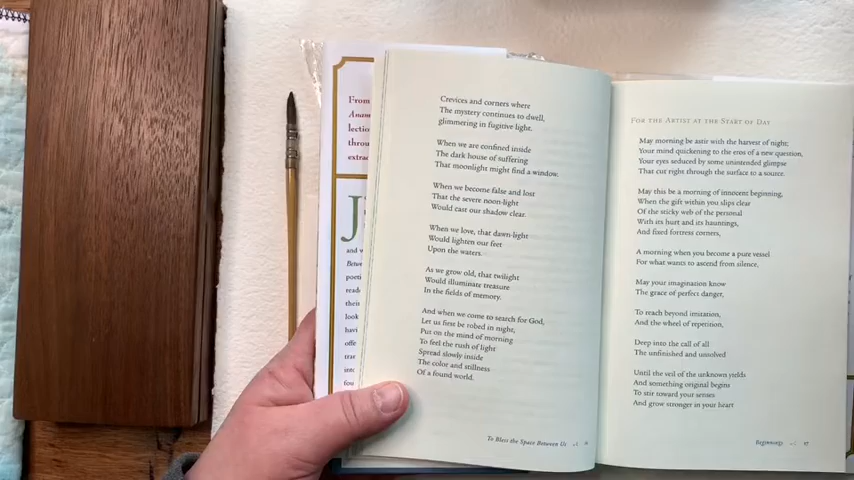 From
lectio
throu
extrac
J
and w
Betwe
poeti
reade
thei
look
havi
offe
Crevices and corners where
The mystery continues to dwell,
glimmering in fugitive light.
When we are confined inside
The dark house of suffering
That moonlight might find a window.
When we become false and lost
That the severe noon-light
Would cast our shadow clear.
When we love, that dawn-light
Would lighten our feet
Upon the waters.
As we grow old, that twilight
Would illuminate treasure
In the fields of memory.
And when we come to search for God,
Let us first be robed in night,
Put on the mind of morning
To feel the rush of light
Spread slowly inside
The color and stillness
Of a found world.
To Bless the Space Between Us
FOR THE ARTIST AT THE START OF DAY
May morning be astir with the harvest of night;
Your mind quickening to the eros of a new question,
Your eyes seduced by some unintended glimpse
That cut right through the surface to a source.
May this be a morning of innocent beginning,
When the gift within you slips clear
Of the sticky web of the personal
With its hurt and its hauntings,
And fixed fortress corners,
A morning when you become a pure vessel
For what wants to ascend from silence,
May your imagination know
The grace of perfect danger,
To reach beyond imitation,
And the wheel of repetition,
Deep into the call of all
The unfinished and unsolved
Until the veil of the unknown yields
And something original begins
To stir toward your senses
And grow stronger in your heart
Beginnings